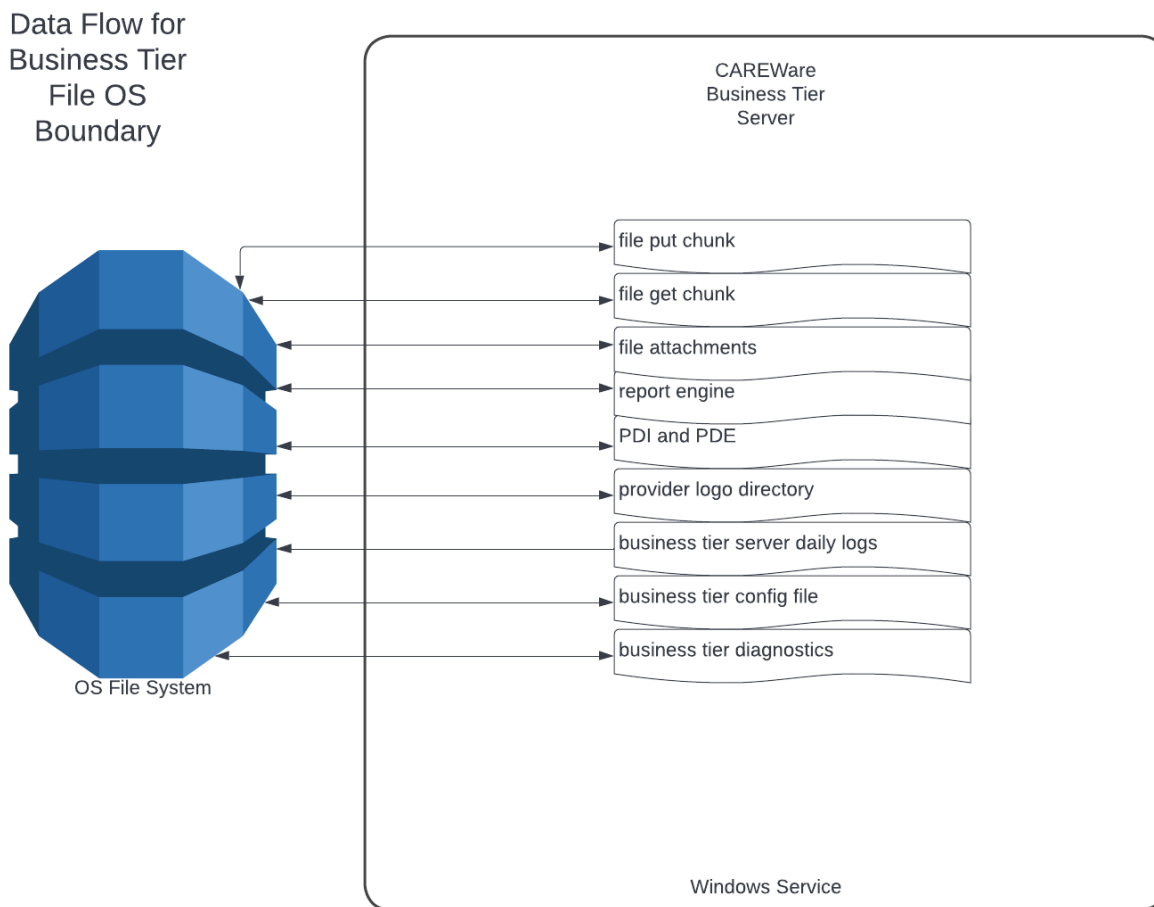 Data Flow for
Business Tier
File OS
Boundary
CAREWare
Business Tier
Server
file put chunk
file get chunk
file attachments
report engine
PDI and PDE
provider logo directory
business tier server daily logs
business tier config file
business tier diagnostics
OS File System
Windows Service